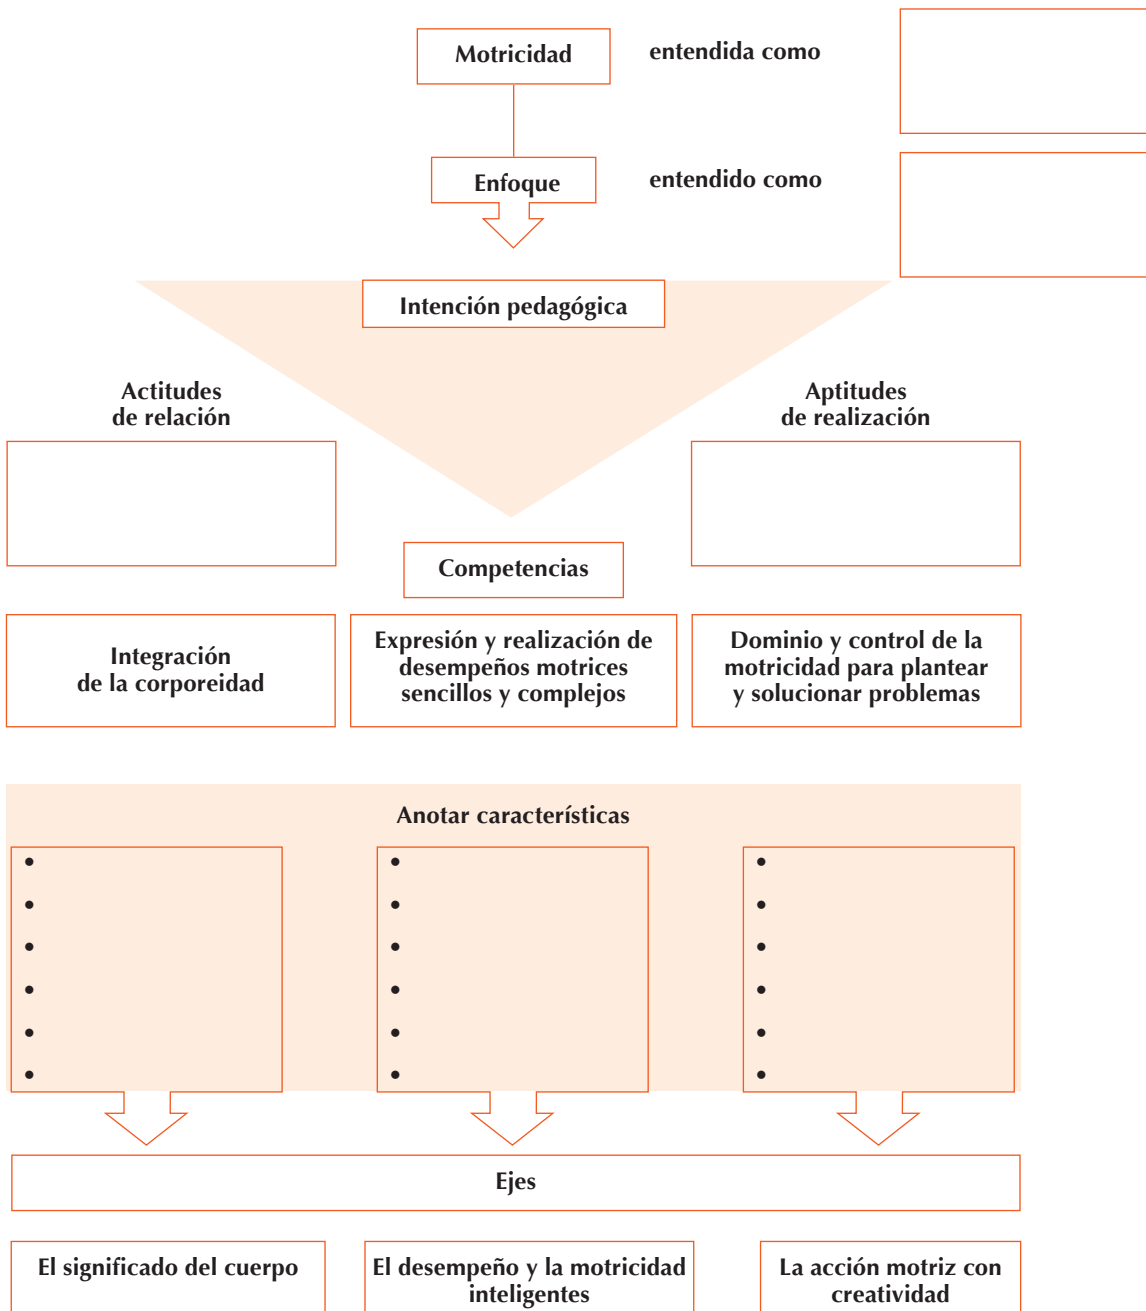 Motricidad
entendida como
Enfoque
entendido como
Intención pedagógica
Actitudes
de relación
Aptitudes
de realización
Competencias
Integración
de la corporeidad
Expresión y realización de
desempeños motrices
sencillos y complejos
Dominio y control de la
motricidad para plantear
y solucionar problemas
Anotar características
Ejes
El significado del cuerpo
El desempeño y la motricidad
inteligentes
La acción motriz con
creatividad